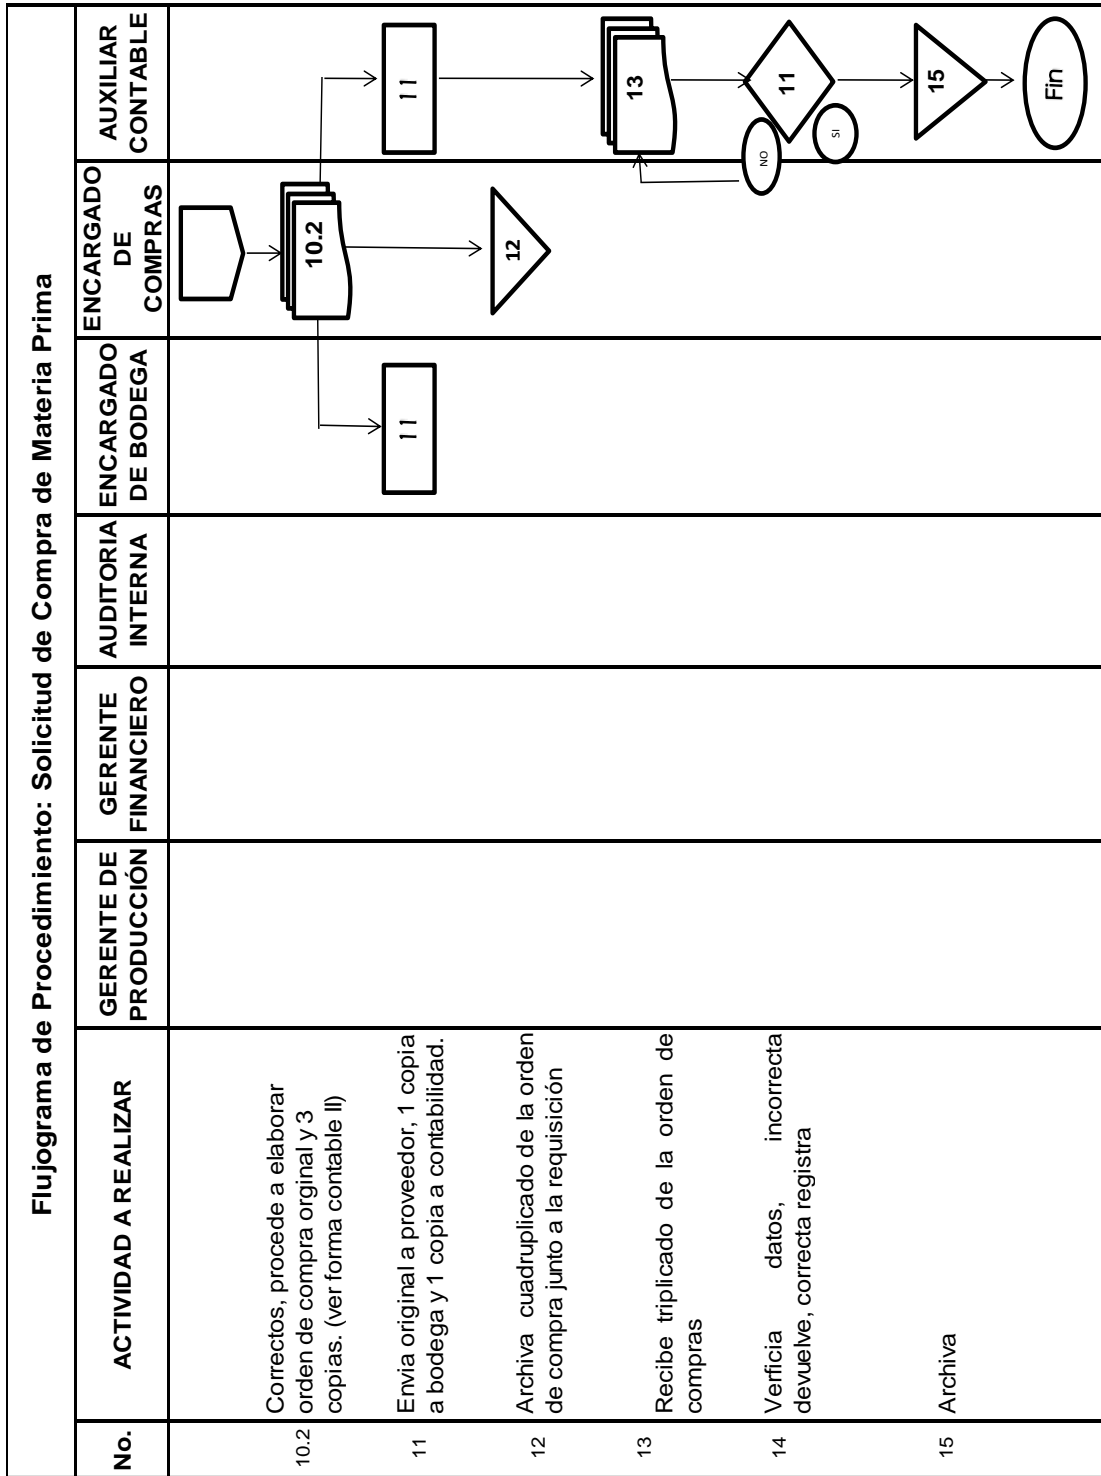 Flujograma de Procedimiento: Solicitud de Compra de Materia Prima
No.
ACTIVIDAD A REALIZAR
GERENTE DE
PRODUCCIÓN
GERENTE
FINANCIERO
AUDITORIA
INTERNA
ENCARGADO
DE BODEGA
ENCARGADO
DE
COMPRAS
AUXILIAR
CONTABLE
10.2
Correctos, procede a elaborar
orden de compra orginal y 3
copias. (ver forma contable II)
10.2
11
Envia original a proveedor, 1 copia
a bodega y 1 copia a contabilidad.
11
11
12
Archiva cuadruplicado de la orden
de compra junto a la requisición
12
13
Recibe triplicado de la orden de
compras
13
14
Verficia datos, incorrecta
devuelve, correcta registra
NO
11
SI
15
Archiva
15
Fin